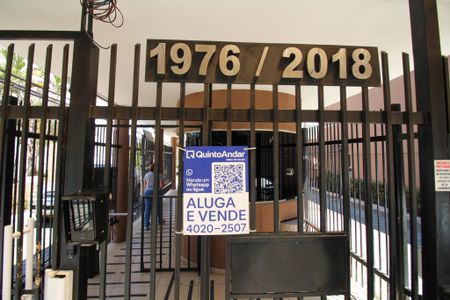 1976 / 2018
QuintoAndar
Mande um
WhatsApp
ou ligue.
ALUGA
E VENDE
4020-2507